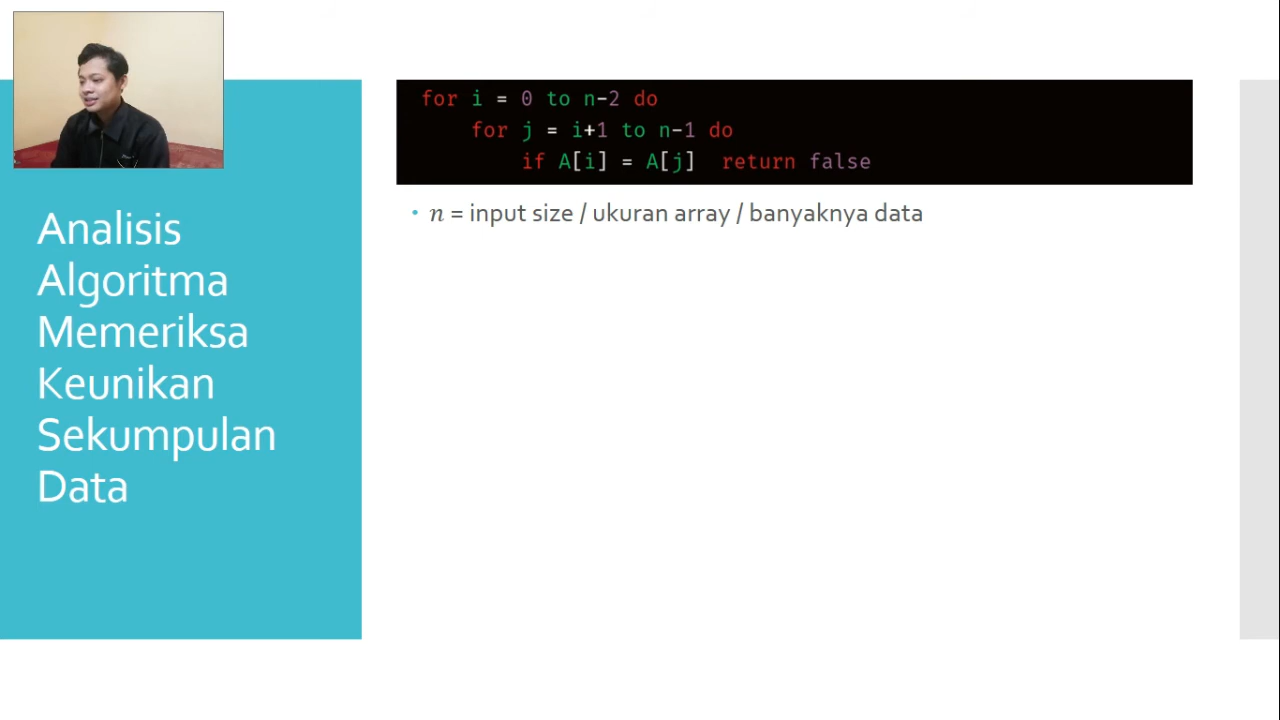 Analisis
Algoritma
Memeriksa
Keunikan
Sekumpulan
Data
for i = 0 to n-2 do
for j = i+1 to n-1 do
if A[i] = A[j] return false
• n = input size / ukuran array / banyaknya data